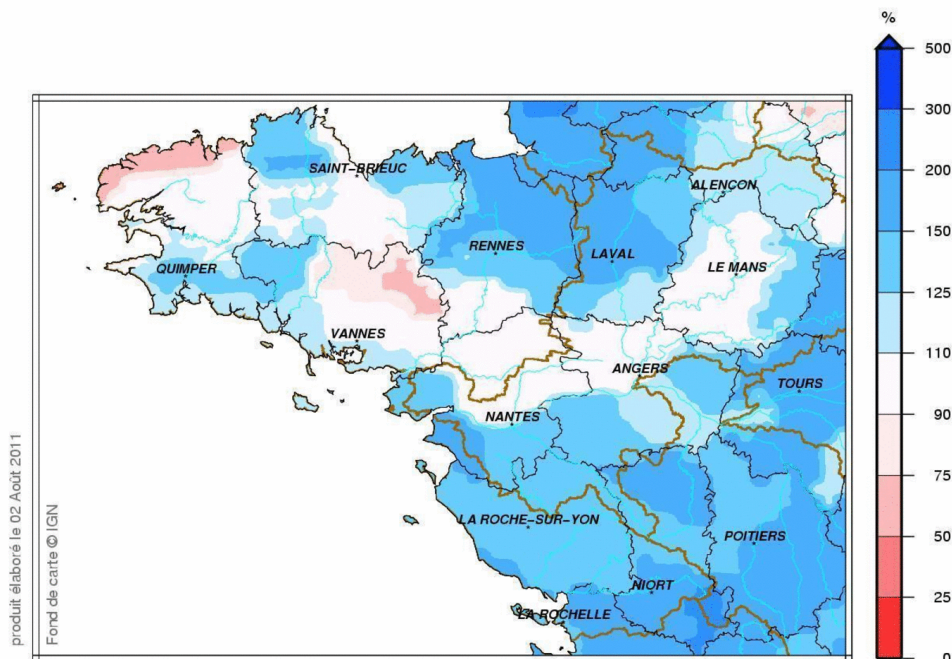 %
500
300
200
150
125
110
90
75
50
25
0
SAINT-BRIEUC
ALENÇON
RENNES
LAVAL
LE MANS
QUIMPER
VANNES
ANGERS
TOURS
NANTES
LA ROCHE-SUR-YON
POITIERS
NIORT
LA ROCHELLE
produit élaboré le 02 Août 2011
Fond de carte © IGN